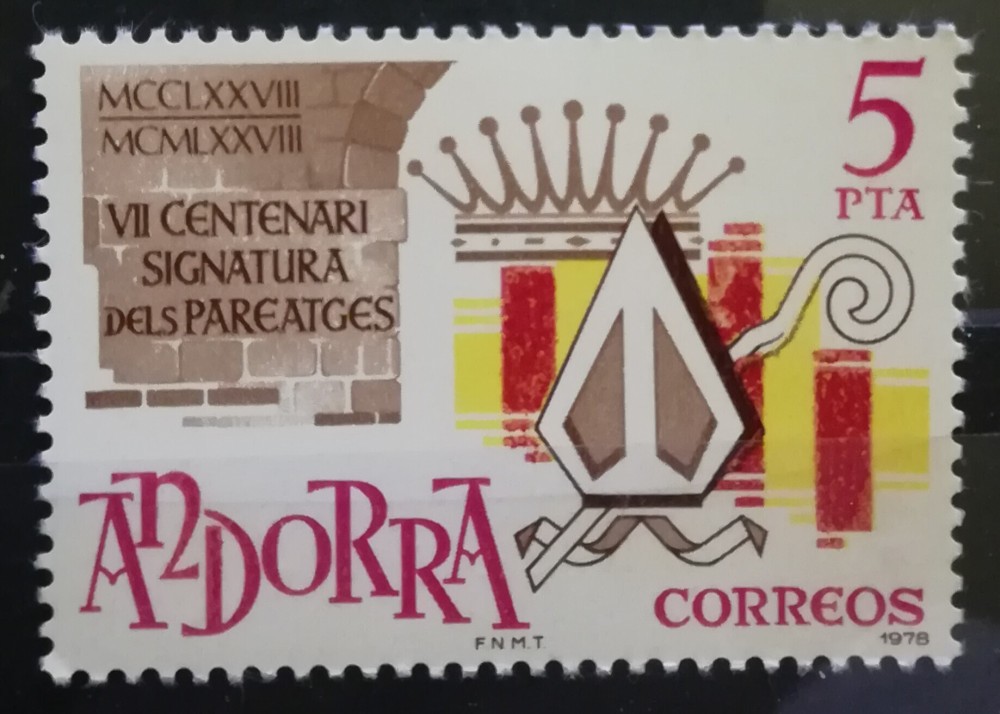 MCCLXXVIII
MCMLXXVIII
VII CENTENARI
SIGNATURA
DELS PAREATGES
5
PTA
ANDORRA
CORREOS
F.N.M.T.
1978